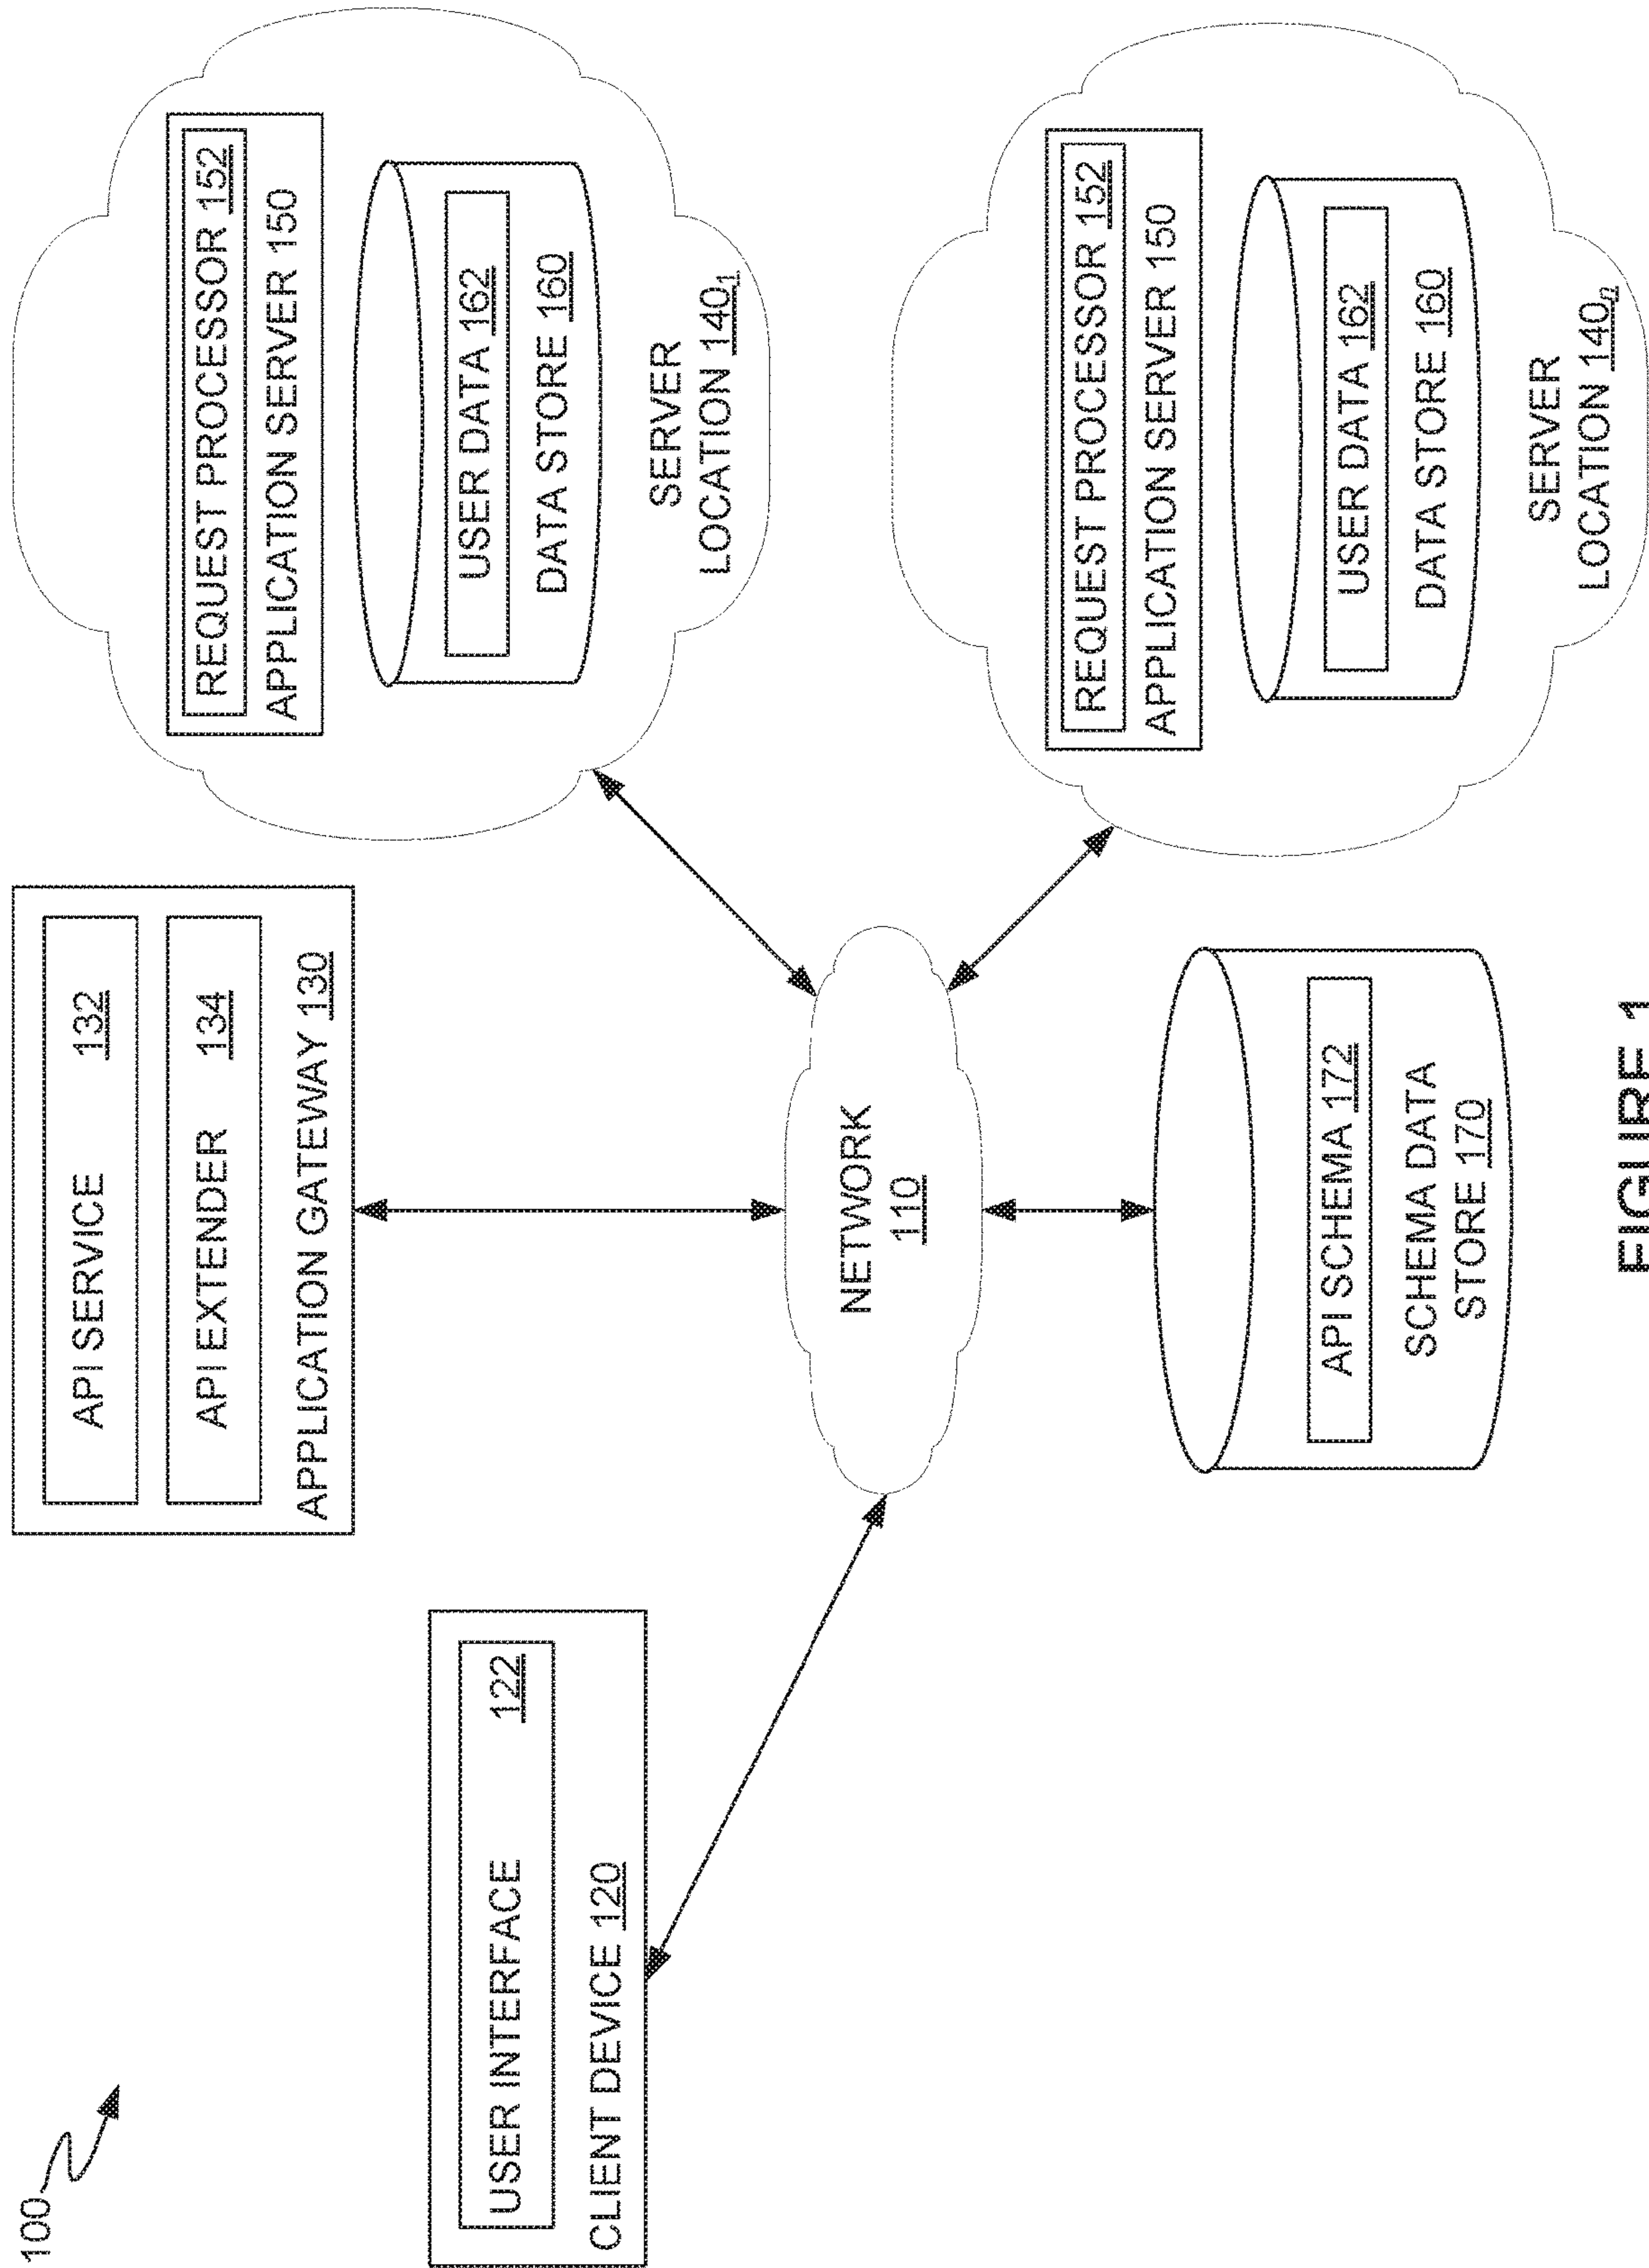 100
API SERVICE 132
API EXTENDER 134
APPLICATION GATEWAY 130
REQUEST PROCESSOR 152
APPLICATION SERVER 150
USER DATA 162
DATA STORE 160
SERVER
LOCATION 140₁
USER INTERFACE 122
CLIENT DEVICE 120
NETWORK
110
API SCHEMA 172
SCHEMA DATA
STORE 170
REQUEST PROCESSOR 152
APPLICATION SERVER 150
USER DATA 162
DATA STORE 160
SERVER
LOCATION 140ₙ
FIGURE 1